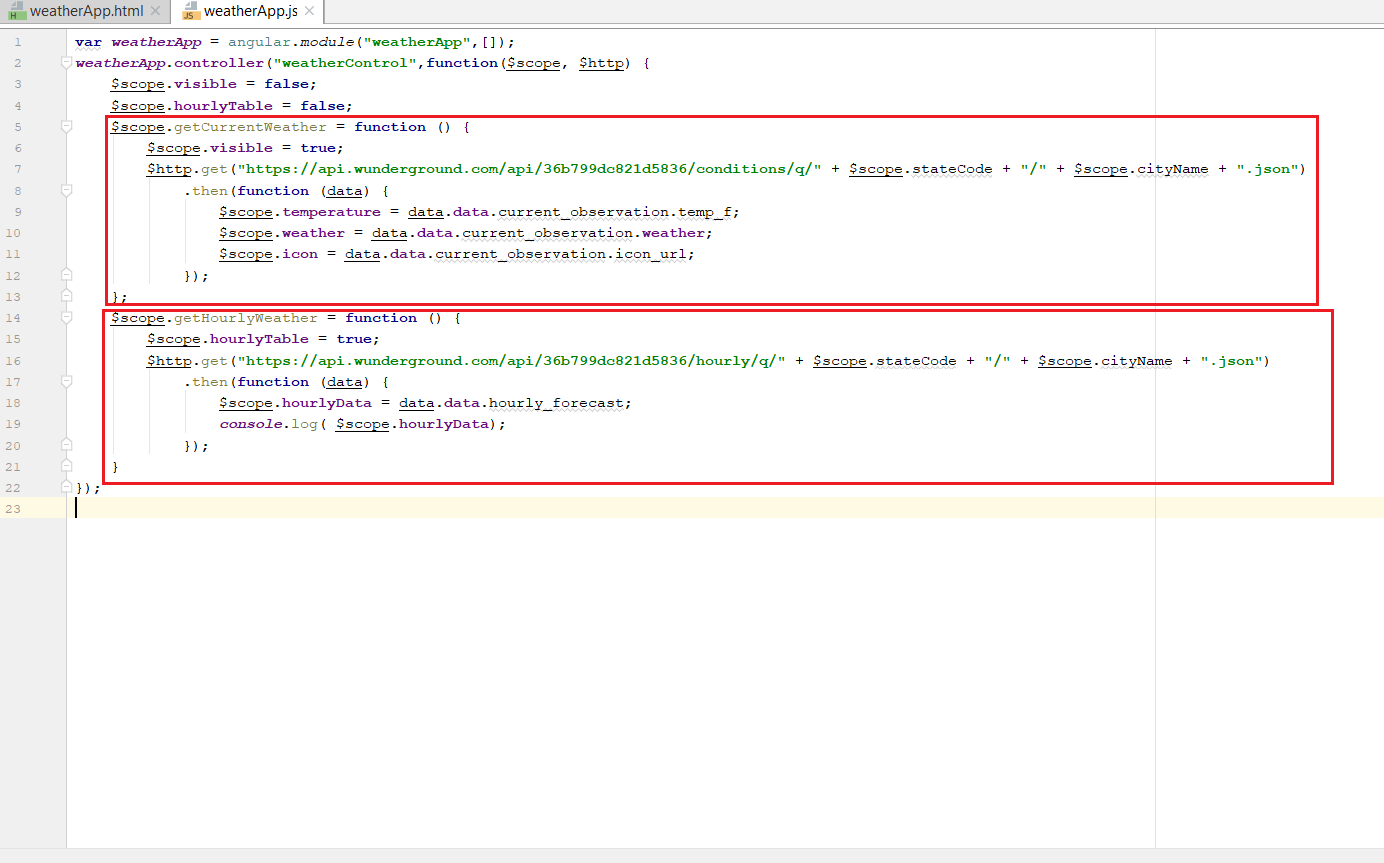 weatherApp.html
weatherApp.js
1 var weatherApp = angular.module("weatherApp",[]);
2 weatherApp.controller("weatherControl",function($scope, $http) {
3 $scope.visible = false;
4 $scope.hourlyTable = false;
5 $scope.getCurrentWeather = function () {
6 $scope.visible = true;
7 $http.get("https://api.wunderground.com/api/36b799dc821d5836/conditions/q/" + $scope.stateCode + "/" + $scope.cityName + ".json")
8 .then(function (data) {
9 $scope.temperature = data.data.current_observation.temp_f;
10 $scope.weather = data.data.current_observation.weather;
11 $scope.icon = data.data.current_observation.icon_url;
12 });
13 };
14 $scope.getHourlyWeather = function () {
15 $scope.hourlyTable = true;
16 $http.get("https://api.wunderground.com/api/36b799dc821d5836/hourly/q/" + $scope.stateCode + "/" + $scope.cityName + ".json")
17 .then(function (data) {
18 $scope.hourlyData = data.data.hourly_forecast;
19 console.log( $scope.hourlyData);
20 });
21 }
22 });
23